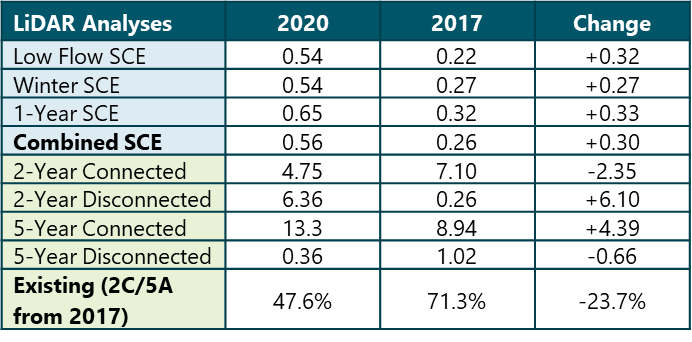 LiDAR Analyses 2020 2017 Change
Low Flow SCE 0.54 0.22 +0.32
Winter SCE 0.54 0.27 +0.27
1-Year SCE 0.65 0.32 +0.33
Combined SCE 0.56 0.26 +0.30
2-Year Connected 4.75 7.10 -2.35
2-Year Disconnected 6.36 0.26 +6.10
5-Year Connected 13.3 8.94 +4.39
5-Year Disconnected 0.36 1.02 -0.66
Existing (2C/5A
from 2017) 47.6% 71.3% -23.7%